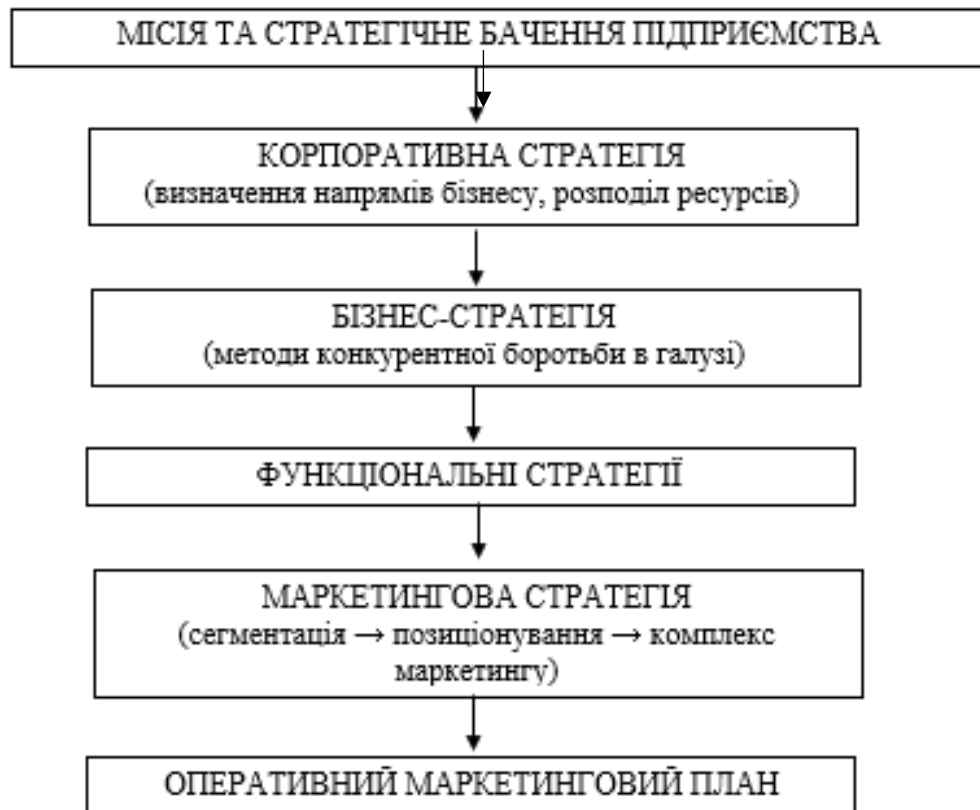 МІСІЯ ТА СТРАТЕГІЧНЕ БАЧЕННЯ ПІДПРИЄМСТВА
КОРПОРАТИВНА СТРАТЕГІЯ
(визначення напрямів бізнесу, розподіл ресурсів)
БІЗНЕС-СТРАТЕГІЯ
(методи конкурентної боротьби в галузі)
ФУНКЦІОНАЛЬНІ СТРАТЕГІЇ
МАРКЕТИНГОВА СТРАТЕГІЯ
(сегментація → позиціонування → комплекс
маркетингу)
ОПЕРАТИВНИЙ МАРКЕТИНГОВИЙ ПЛАН